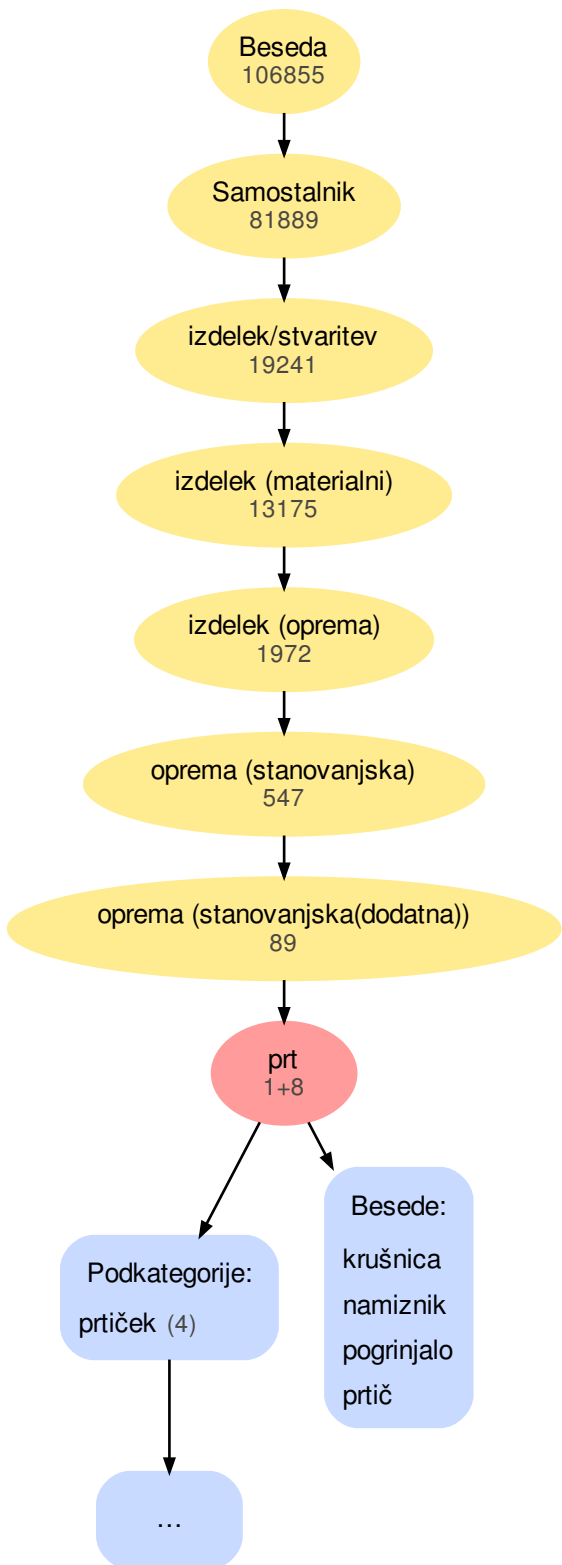 Beseda
106855
Samostalnik
81889
izdelek/stvaritev
19241
izdelek (materialni)
13175
izdelek (oprema)
1972
oprema (stanovanjska)
547
oprema (stanovanjska(dodatna))
89
prt
1+8
Podkategorije:
prtiček (4)
...
Besede:
krušnica
namiznik
pogrinjalo
prtič